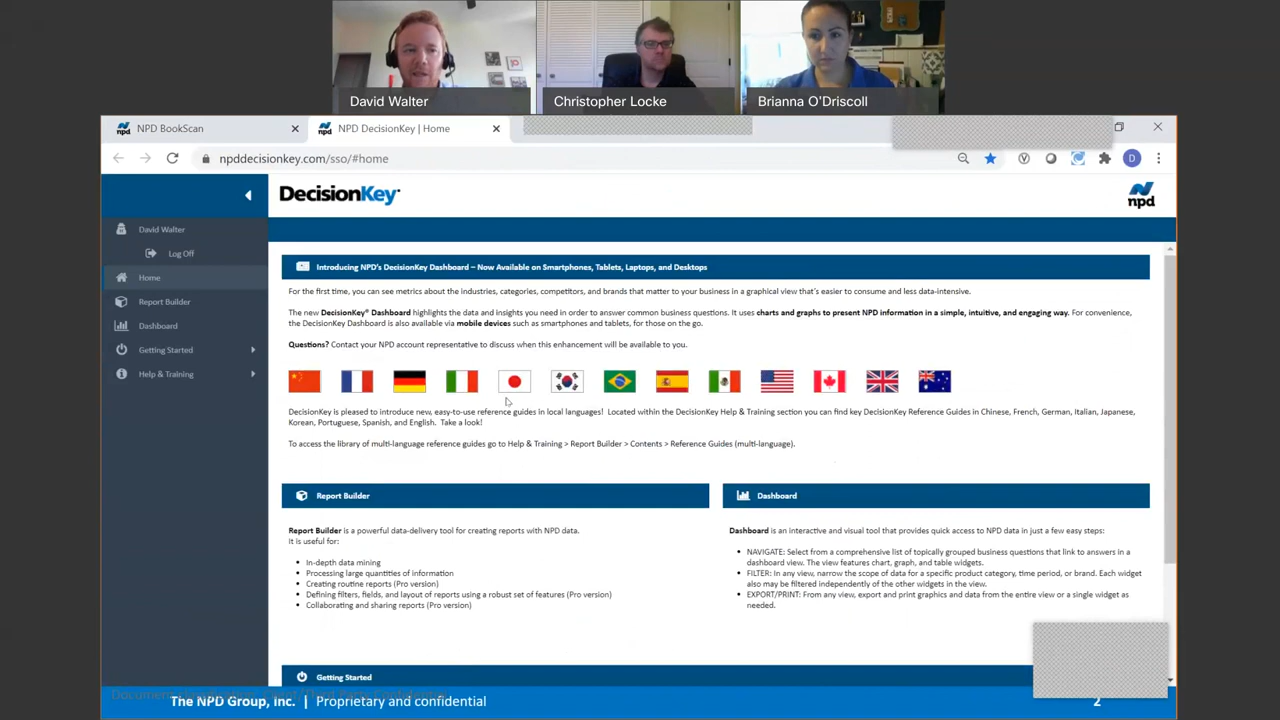 David Walter
Christopher Locke
Brianna O'Driscoll
NPD BookScan
NPD DecisionKey | Home
npddecisionkey.com/sso/#home
D
DecisionKey
npd
David Walter
Log Off
Home
Report Builder
Dashboard
Getting Started
Help & Training
Introducing NPD's DecisionKey Dashboard – Now Available on Smartphones, Tablets, Laptops, and Desktops
For the first time, you can see metrics about the industries, categories, competitors, and brands that matter to your business in a graphical view that's easier to consume and less data-intensive.
The new DecisionKey® Dashboard highlights the data and insights you need in order to answer common business questions. It uses charts and graphs to present NPD information in a simple, intuitive, and engaging way. For convenience,
the DecisionKey Dashboard is also available via mobile devices such as smartphones and tablets, for those on the go.
Questions? Contact your NPD account representative to discuss when this enhancement will be available to you.
DecisionKey is pleased to introduce new, easy-to-use reference guides in local languages! Located within the DecisionKey Help & Training section you can find key DecisionKey Reference Guides in Chinese, French, German, Italian, Japanese,
Korean, Portuguese, Spanish, and English. Take a look!
To access the library of multi-language reference guides go to Help & Training > Report Builder > Contents > Reference Guides (multi-language).
Report Builder
Report Builder is a powerful data-delivery tool for creating reports with NPD data.
It is useful for:
• In-depth data mining
• Processing large quantities of information
• Creating routine reports (Pro version)
• Defining filters, fields, and layout of reports using a robust set of features (Pro version)
• Collaborating and sharing reports (Pro version)
Dashboard
Dashboard is an interactive and visual tool that provides quick access to NPD data in just a few easy steps:
• NAVIGATE: Select from a comprehensive list of topically grouped business questions that link to answers in a
dashboard view. The view features chart, graph, and table widgets.
• FILTER: In any view, narrow the scope of data for a specific product category, time period, or brand. Each widget
also may be filtered independently of the other widgets in the view.
• EXPORT/PRINT: From any view, export and print graphics and data from the entire view or a single widget as
needed.
Getting Started
The NPD Group, Inc. | Proprietary and confidential
2